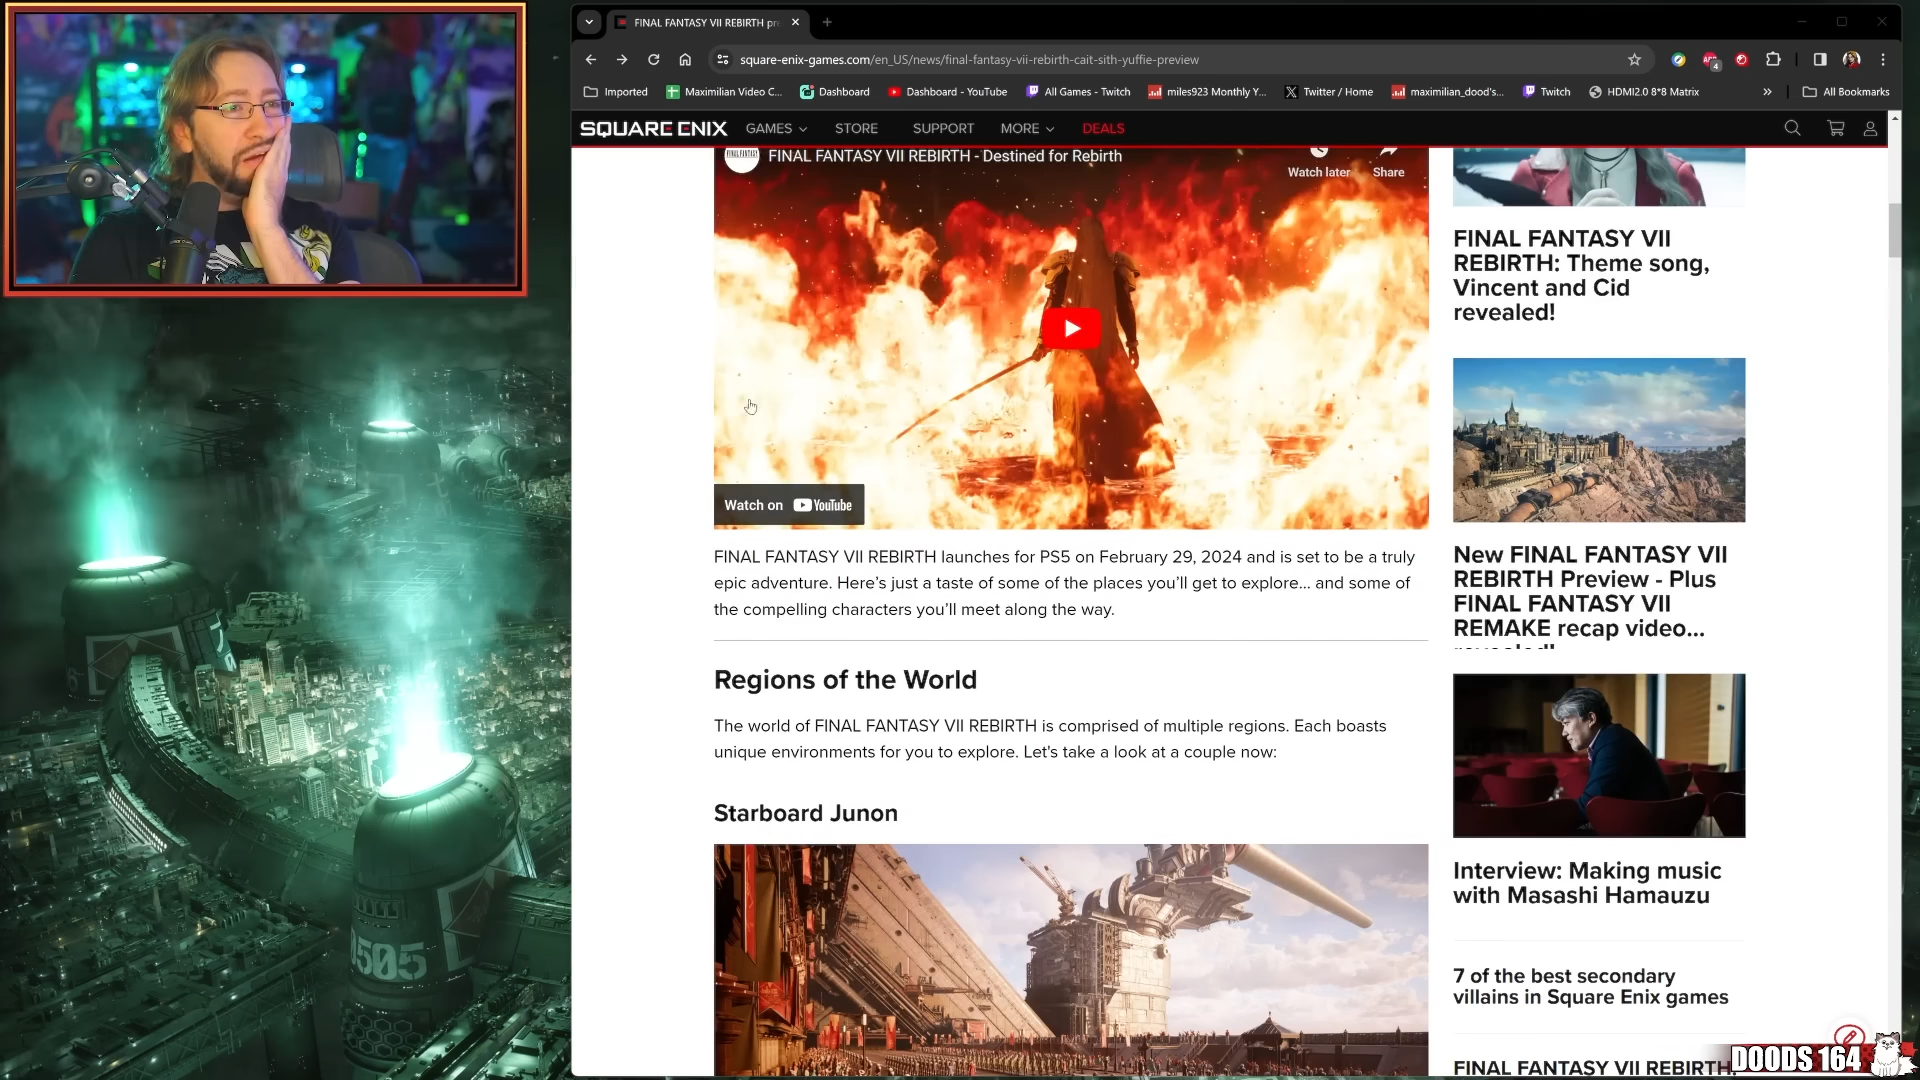 FINAL FANTASY VII REBIRTH pr
square-enix-games.com/en_US/news/final-fantasy-vii-rebirth-cait-sith-yuffie-preview
4
Imported
Maximilian Video C...
Dashboard
Dashboard - YouTube
All Games - Twitch
miles923 Monthly Y...
Twitter / Home
maximilian_dood's...
Twitch
HDMI2.0 8*8 Matrix
»
All Bookmarks
SQUARE ENIX
GAMES
STORE
SUPPORT
MORE
DEALS
FINAL FANTASY VII REBIRTH - Destined for Rebirth
Watch later
Share
Watch on YouTube
FINAL FANTASY VII REBIRTH launches for PS5 on February 29, 2024 and is set to be a truly
epic adventure. Here’s just a taste of some of the places you’ll get to explore... and some of
the compelling characters you’ll meet along the way.
Regions of the World
The world of FINAL FANTASY VII REBIRTH is comprised of multiple regions. Each boasts
unique environments for you to explore. Let's take a look at a couple now:
Starboard Junon
FINAL FANTASY VII
REBIRTH: Theme song,
Vincent and Cid
revealed!
New FINAL FANTASY VII
REBIRTH Preview - Plus
FINAL FANTASY VII
REMAKE recap video...
revealed!
Interview: Making music
with Masashi Hamauzu
7 of the best secondary
villains in Square Enix games
FINAL FANTASY VII REBIRTH:
DOODS 164